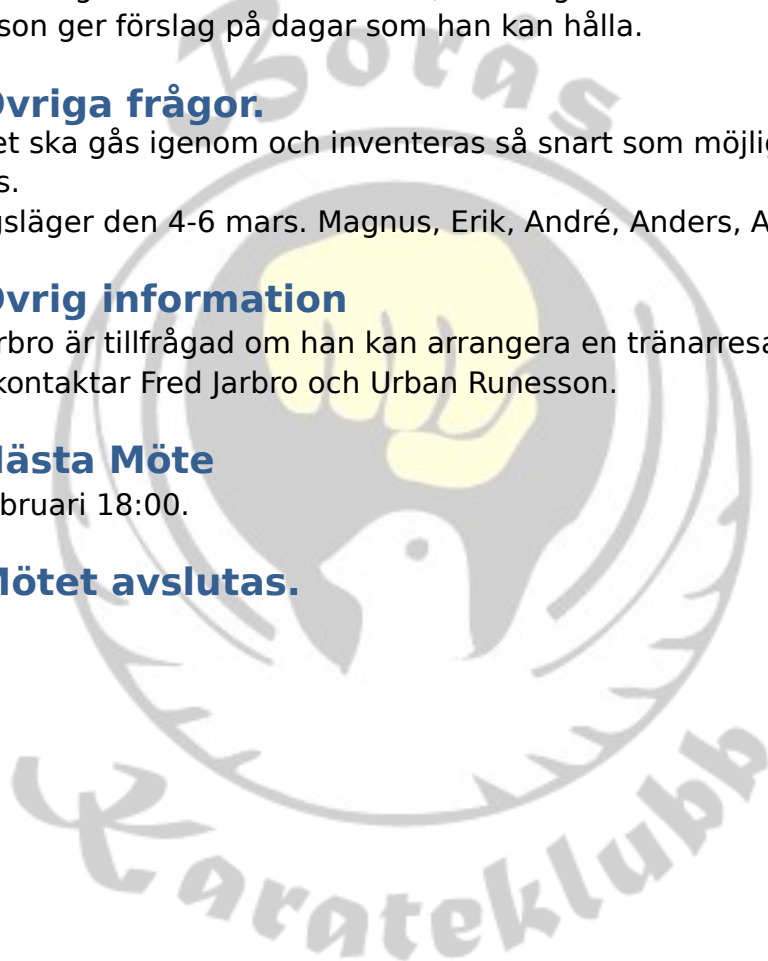 son ger förslag på dagar som han kan hålla.
Övriga frågor.
et ska gås igenom och inventeras så snart som möjlig
s.
gsläger den 4-6 mars. Magnus, Erik, André, Anders, A
Övrig information
rbro är tillfrågad om han kan arrangera en tränarresa
kontaktar Fred Jarbro och Urban Runesson.
Nästa Möte
bruari 18:00.
Mötet avslutas.
Borås
Karateklubb